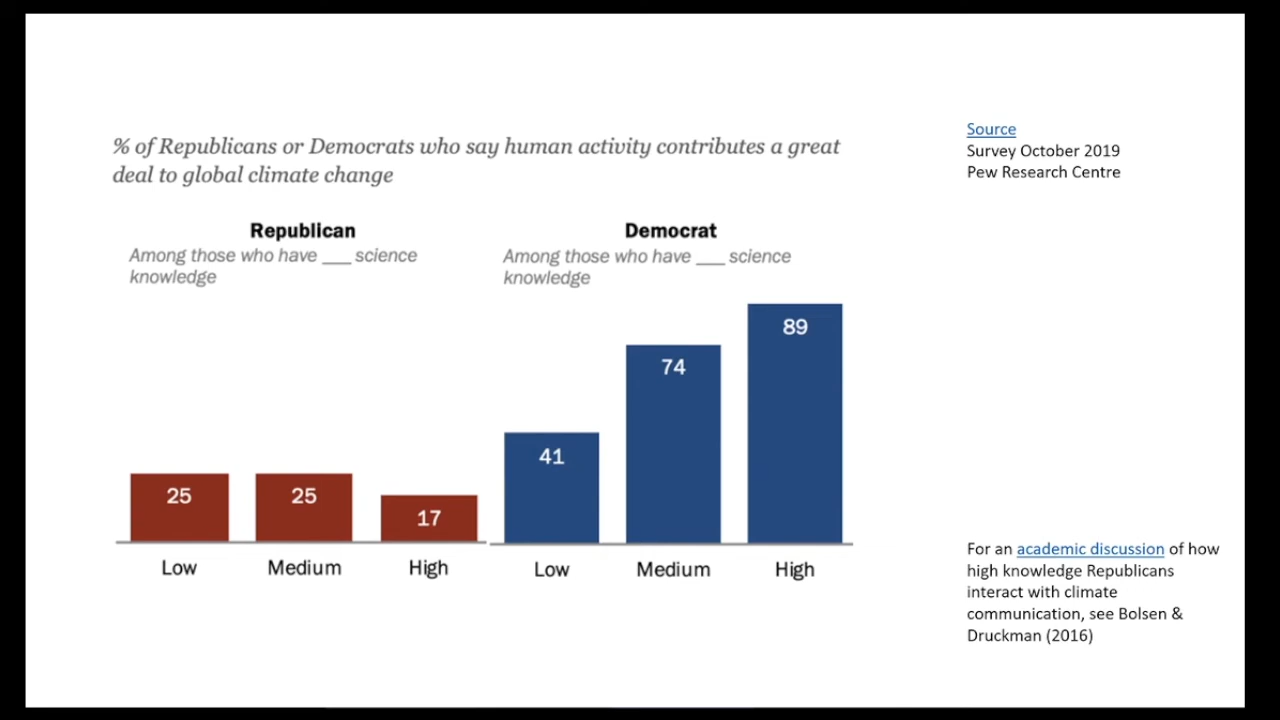 % of Republicans or Democrats who say human activity contributes a great
deal to global climate change
Republican
Among those who have ___ science
knowledge
25
25
17
Low
Medium
High
Democrat
Among those who have ___ science
knowledge
41
74
89
Low
Medium
High
Source
Survey October 2019
Pew Research Centre
For an academic discussion of how
high knowledge Republicans
interact with climate
communication, see Bolsen &
Druckman (2016)